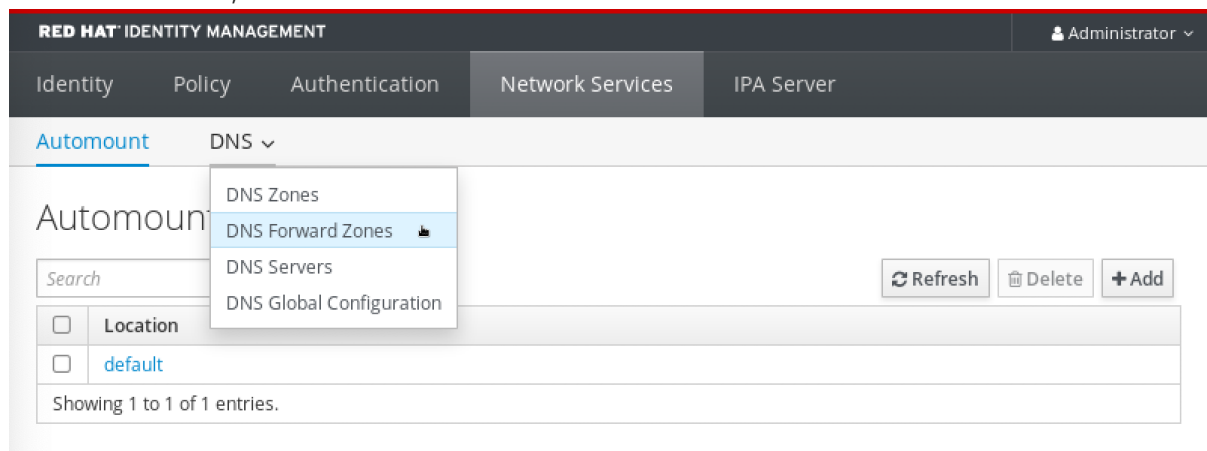 RED HAT® IDENTITY MANAGEMENT Administrator
Identity Policy Authentication Network Services IPA Server
Automount DNS
DNS Zones
DNS Forward Zones
DNS Servers
DNS Global Configuration
Automoun
Search Refresh Delete Add
Location
default
Showing 1 to 1 of 1 entries.